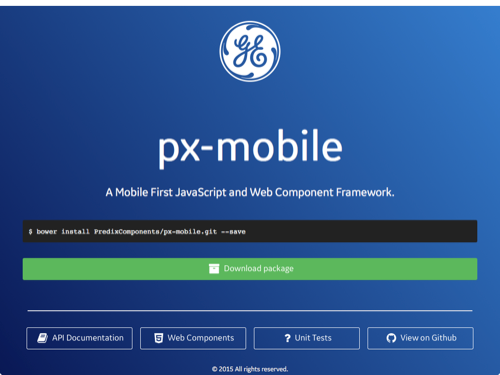 GE
px-mobile
A Mobile First JavaScript and Web Component Framework.
$ bower install PredixComponents/px-mobile.git --save
Download package
API Documentation Web Components ? Unit Tests View on Github
© 2015 All rights reserved.